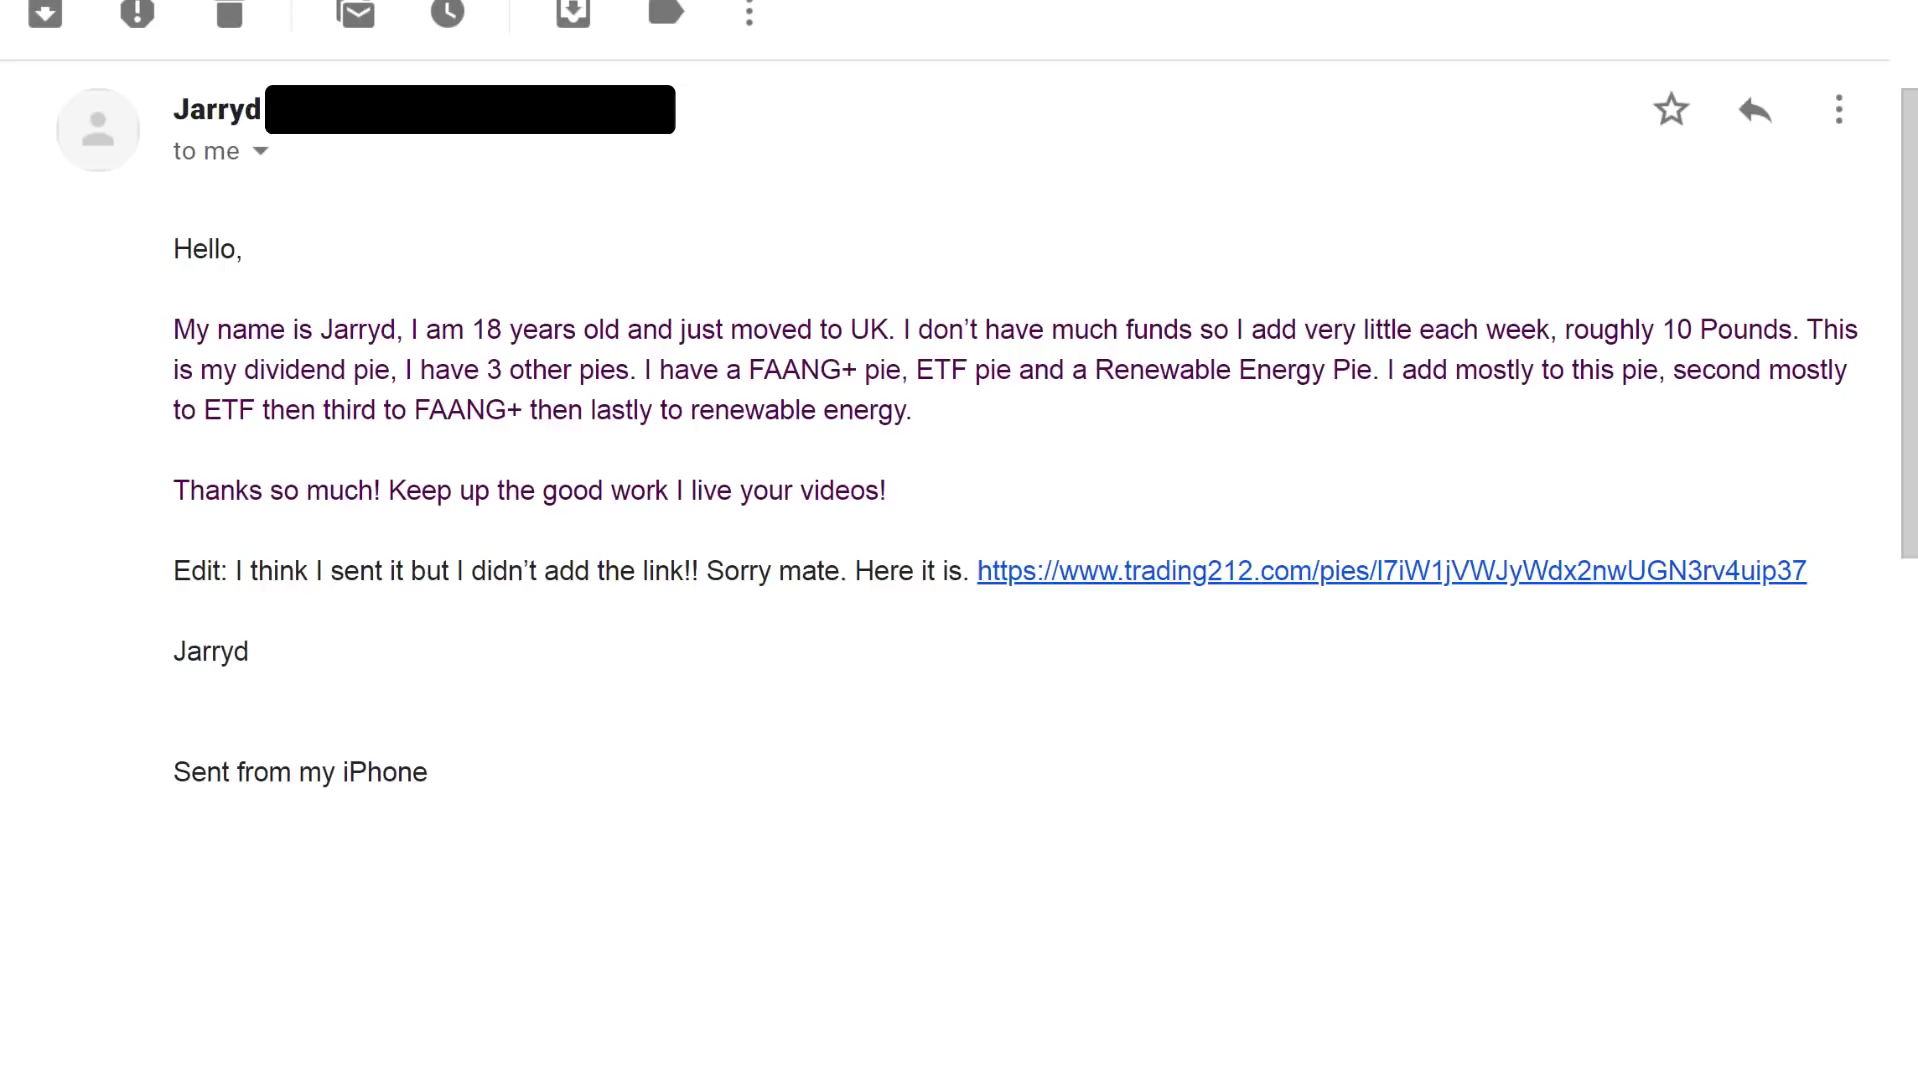 Jarryd
to me
Hello,
My name is Jarryd, I am 18 years old and just moved to UK. I don’t have much funds so I add very little each week, roughly 10 Pounds. This
is my dividend pie, I have 3 other pies. I have a FAANG+ pie, ETF pie and a Renewable Energy Pie. I add mostly to this pie, second mostly
to ETF then third to FAANG+ then lastly to renewable energy.
Thanks so much! Keep up the good work I live your videos!
Edit: I think I sent it but I didn’t add the link!! Sorry mate. Here it is. https://www.trading212.com/pies/l7iW1jVWJyWdx2nwUGN3rv4uip37
Jarryd
Sent from my iPhone